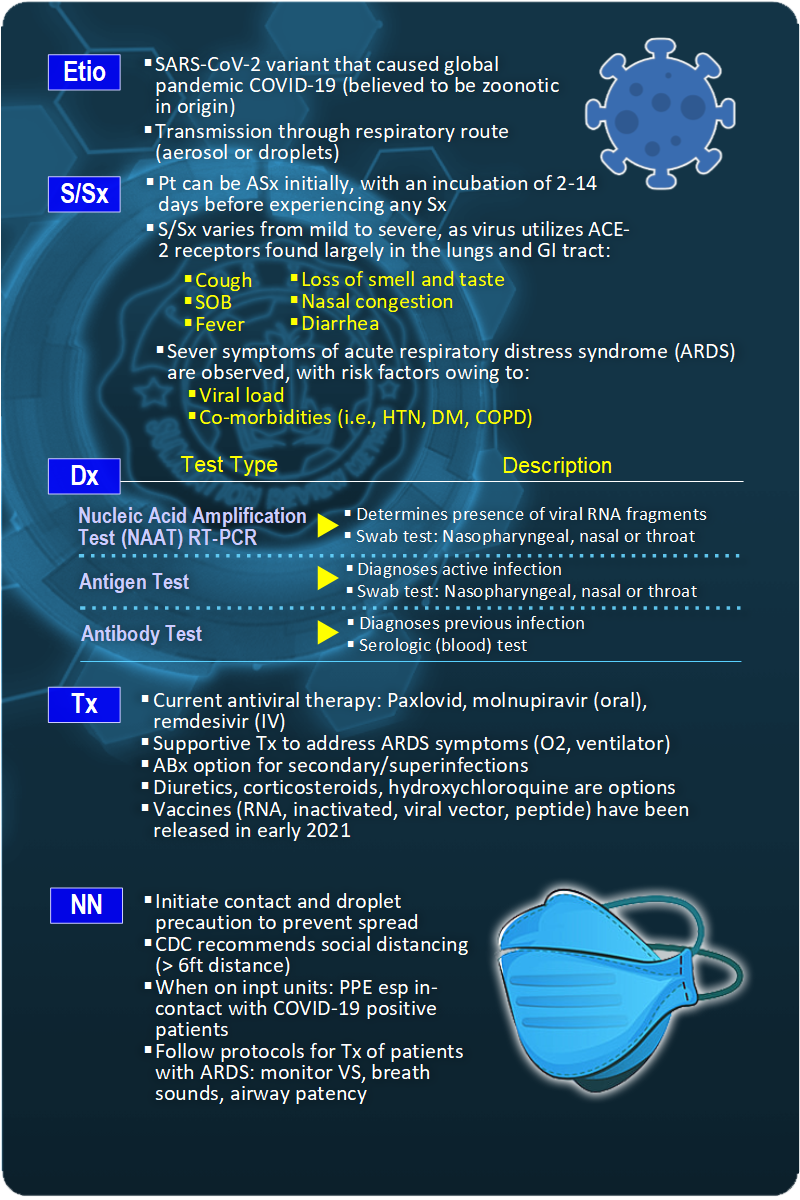 Etio
▪SARS-CoV-2 variant that caused global
pandemic COVID-19 (believed to be zoonotic
in origin)
▪Transmission through respiratory route
(aerosol or droplets)
S/Sx
▪Pt can be ASx initially, with an incubation of 2-14
days before experiencing any Sx
▪S/Sx varies from mild to severe, as virus utilizes ACE-
2 receptors found largely in the lungs and GI tract:
▪Cough ▪Loss of smell and taste
▪SOB ▪Nasal congestion
▪Fever ▪Diarrhea
▪Sever symptoms of acute respiratory distress syndrome (ARDS)
are observed, with risk factors owing to:
▪Viral load
▪Co-morbidities (i.e., HTN, DM, COPD)
Dx
Test Type Description
Nucleic Acid Amplification
Test (NAAT) RT-PCR
▪ Determines presence of viral RNA fragments
▪ Swab test: Nasopharyngeal, nasal or throat
Antigen Test
▪ Diagnoses active infection
▪ Swab test: Nasopharyngeal, nasal or throat
Antibody Test
▪ Diagnoses previous infection
▪ Serologic (blood) test
Tx
▪Current antiviral therapy: Paxlovid, molnupiravir (oral),
remdesivir (IV)
▪Supportive Tx to address ARDS symptoms (O2, ventilator)
▪ABx option for secondary/superinfections
▪Diuretics, corticosteroids, hydroxychloroquine are options
▪Vaccines (RNA, inactivated, viral vector, peptide) have been
released in early 2021
NN
▪Initiate contact and droplet
precaution to prevent spread
▪CDC recommends social distancing
(> 6ft distance)
▪When on inpt units: PPE esp in-
contact with COVID-19 positive
patients
▪Follow protocols for Tx of patients
with ARDS: monitor VS, breath
sounds, airway patency